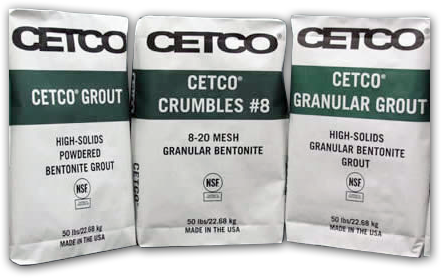 CETCO
CETCO® GROUT
HIGH-SOLIDS
POWDERED
BENTONITE GROUT
NSF
50 lbs/22.68 kg
MADE IN THE USA
CETCO
CETCO®
CRUMBLES #8
8-20 MESH
GRANULAR BENTONITE
NSF
50 lbs/22.68 kg
MADE IN THE USA
CETCO
CETCO®
GRANULAR GROUT
HIGH-SOLIDS
GRANULAR BENTONITE
GROUT
NSF
50 lbs/22.68 kg
MADE IN THE USA